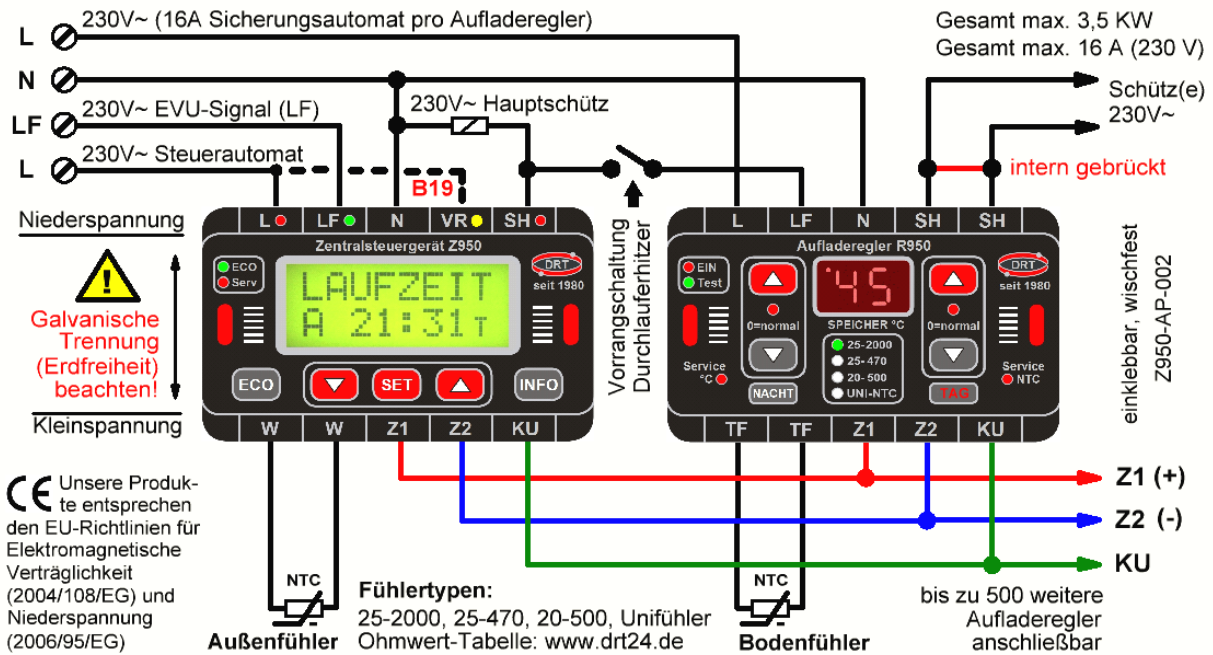 L 230V~ (16A Sicherungsautomat pro Aufladeregler)
N
LF 230V~ EVU-Signal (LF)
L 230V~ Steuerautomat
230V~ Hauptschütz
B19
Gesamt max. 3,5 KW
Gesamt max. 16 A (230 V)
Schütz(e)
230V~
intern gebrückt
Niederspannung
Galvanische
Trennung
(Erdfreiheit)
beachten!
Kleinspannung
L LF N VR SH
Zentralsteuergerät Z950
ECO
Serv
DRT
seit 1980
LAUFZEIT
A 21:31T
ECO SET INFO
W W Z1 Z2 KU
Vorrangschaltung
Durchlauferhitzer
L LF N SH SH
Aufladeregler R950
EIN
Test
DRT
seit 1980
45
0=normal SPEICHER °C 0=normal
25-2000
25-470
20-500
UNI-NTC
Service
°C
Service
NTC
NACHT TAG
TF TF Z1 Z2 KU
einklebbar, wischfest
Z950-AP-002
Z1 (+)
Z2 (-)
KU
CE Unsere Produk-
te entsprechen
den EU-Richtlinien für
Elektromagnetische
Verträglichkeit
(2004/108/EG) und
Niederspannung
(2006/95/EG)
NTC
Außenfühler
Fühlertypen:
25-2000, 25-470, 20-500, Unifühler
Ohmwert-Tabelle: www.drt24.de
NTC
Bodenfühler
bis zu 500 weitere
Aufladeregler
anschließbar